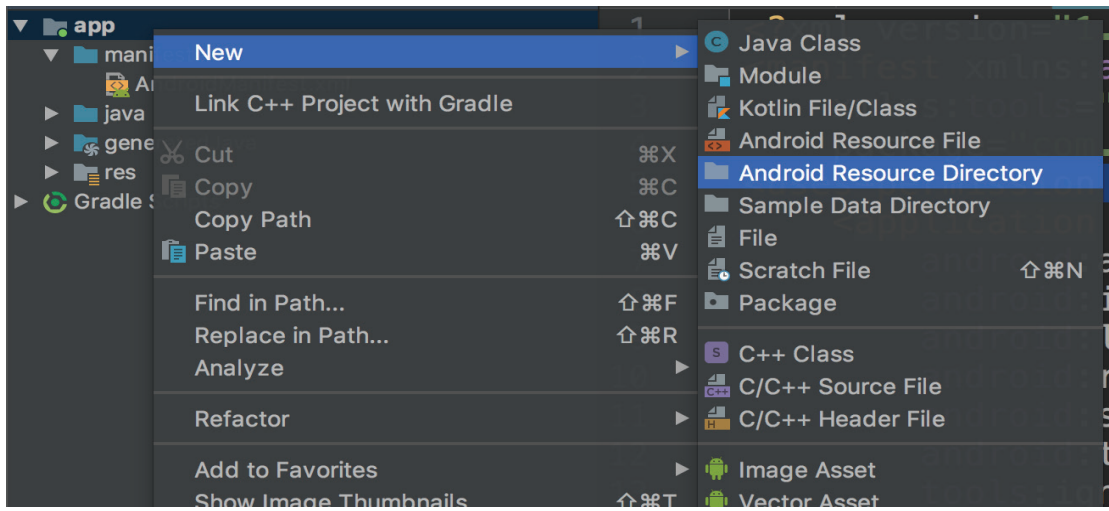 app
mani
java
gene
res
Gradle S
New
Link C++ Project with Gradle
Cut ⌘X
Copy ⌘C
Copy Path ⇧⌘C
Paste ⌘V
Find in Path... ⇧⌘F
Replace in Path... ⇧⌘R
Analyze
Refactor
Add to Favorites
Show Image Thumbnails ⇧⌘T
Java Class
Module
Kotlin File/Class
Android Resource File
Android Resource Directory
Sample Data Directory
File
Scratch File ⇧⌘N
Package
C++ Class
C/C++ Source File
C/C++ Header File
Image Asset
Vector Asset